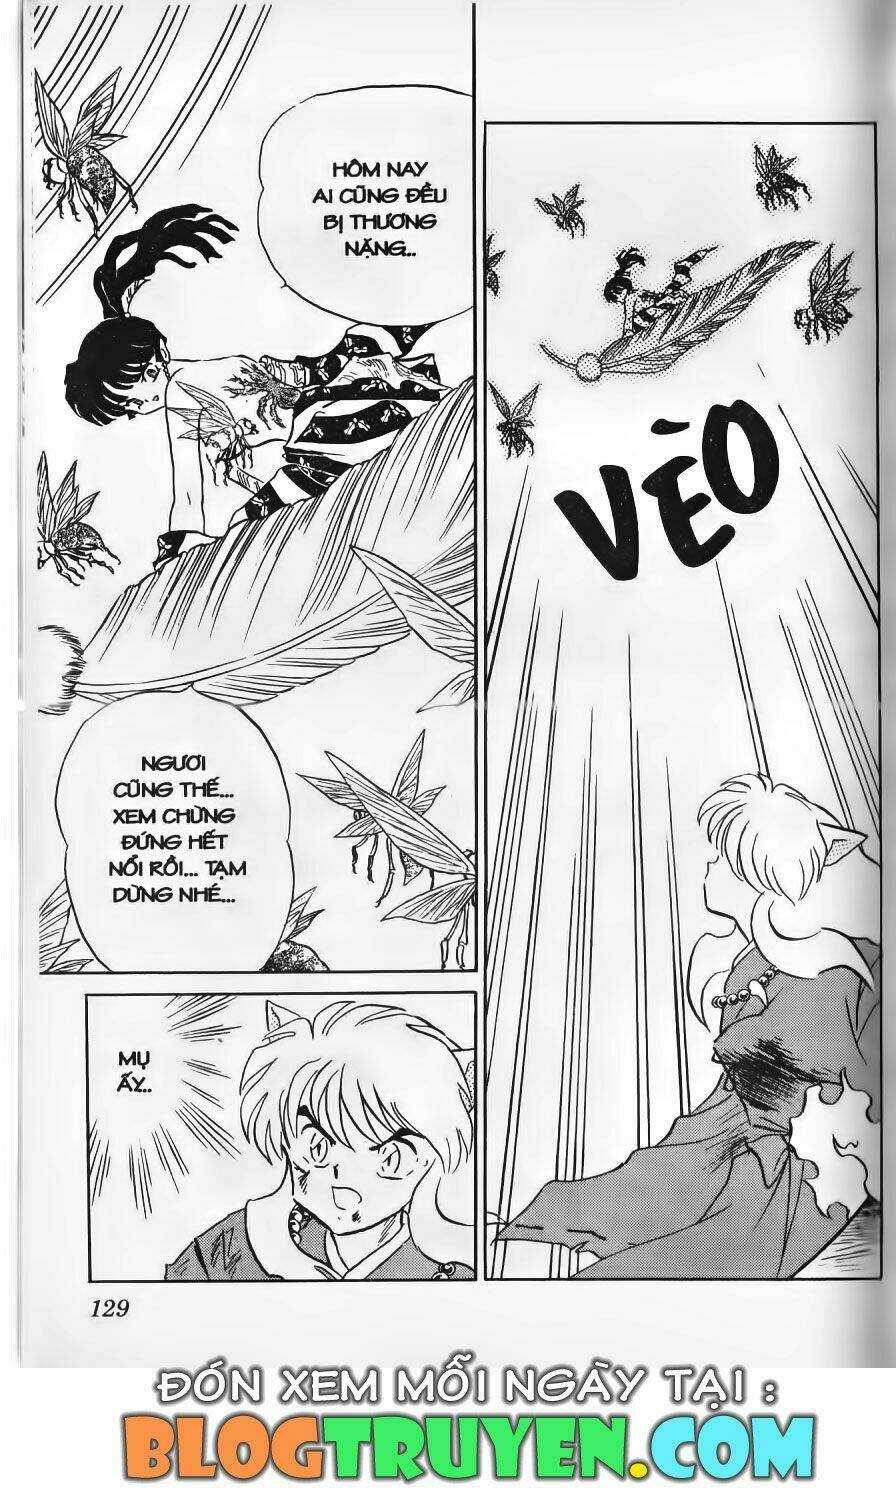 VÈO
HÔM NAY
AI CŨNG ĐỀU
BỊ THƯƠNG
NẶNG..
NGƯƠI
CŨNG THẾ...
XEM CHỪNG
ĐỨNG HẾT
NỔI RỒI... TẠM
DỪNG NHÉ...
MỤ
ẤY..
129
ĐÓN XEM MỖI NGÀY TẠI :
BLOGTRUYEN.COM